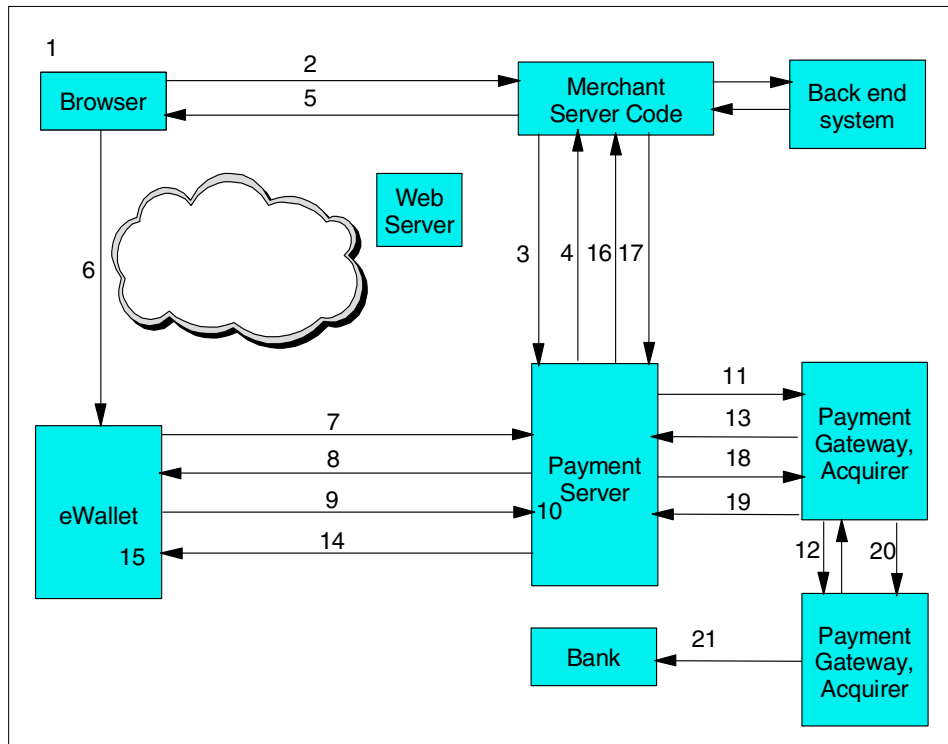 1
2
5
Browser
Merchant
Server Code
Back end
system
Web
Server
6
3
4
16
17
7
8
9
14
eWallet
15
Payment
Server
10
11
13
18
19
Payment
Gateway,
Acquirer
12
20
Bank
21
Payment
Gateway,
Acquirer